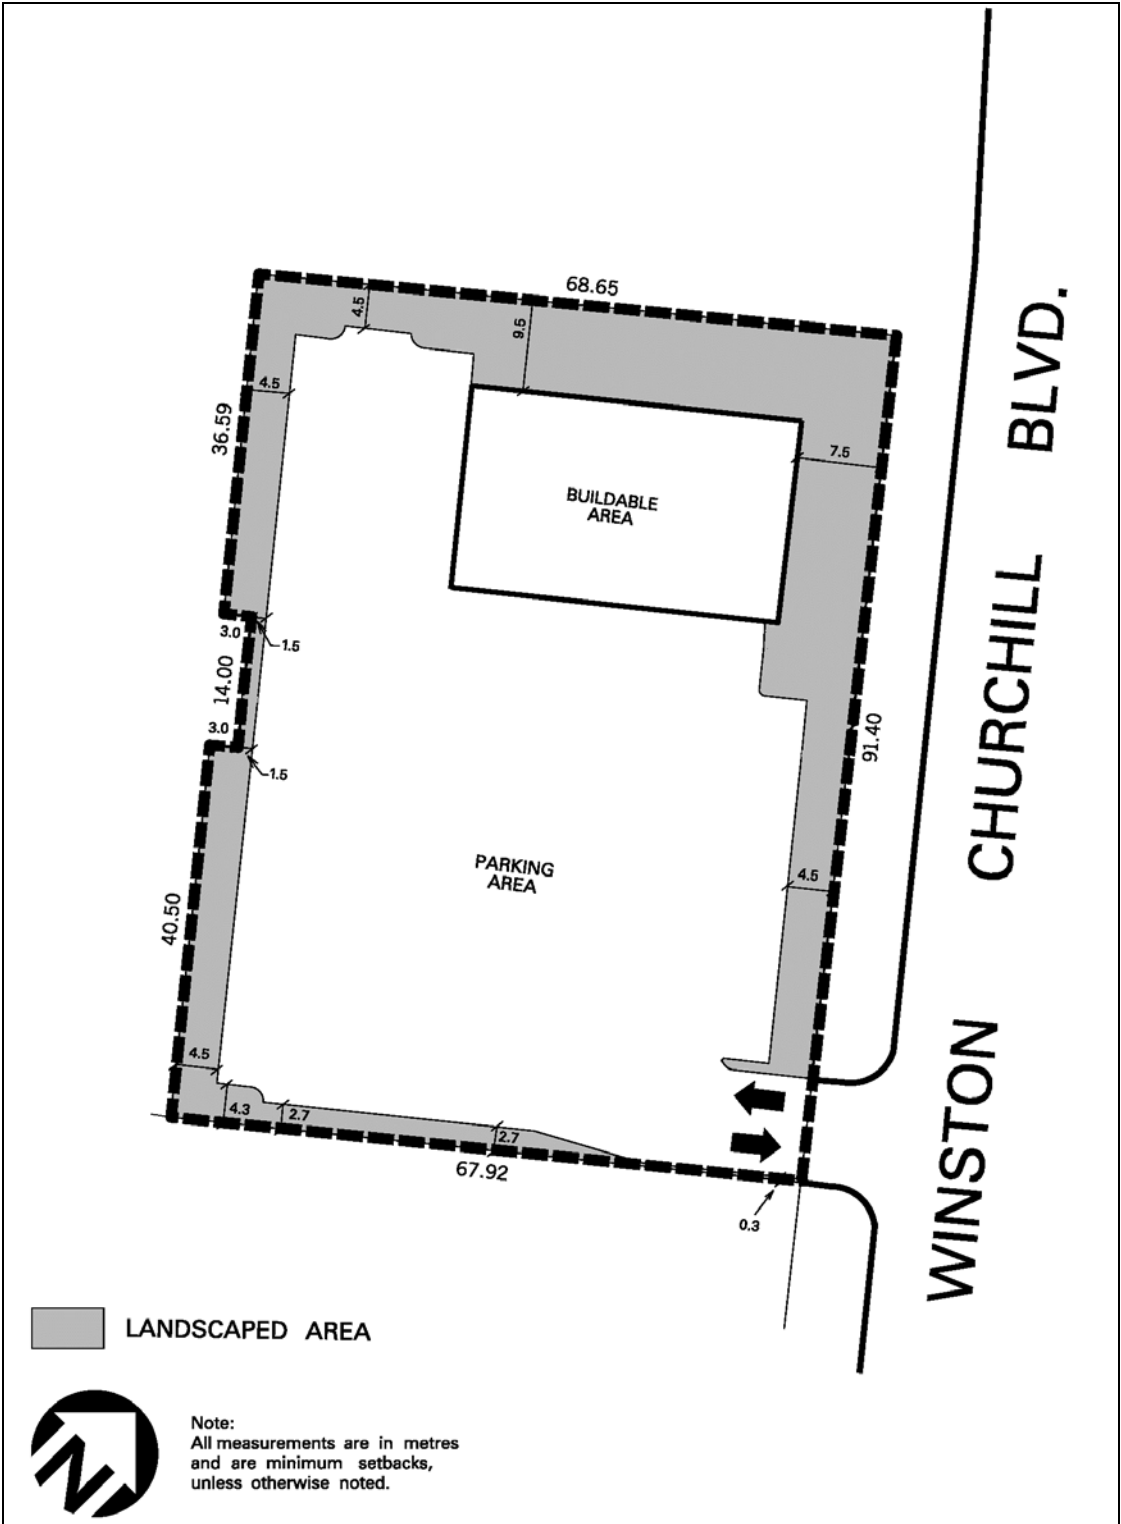 68.65
4.5
9.5
4.5
36.59
7.5
BUILDABLE
AREA
3.0
1.5
14.00
3.0
1.5
91.40
PARKING
AREA
4.5
40.50
4.5
4.3
2.7
2.7
67.92
0.3
WINSTON CHURCHILL BLVD.
LANDSCAPED AREA
N
Note:
All measurements are in metres
and are minimum setbacks,
unless otherwise noted.